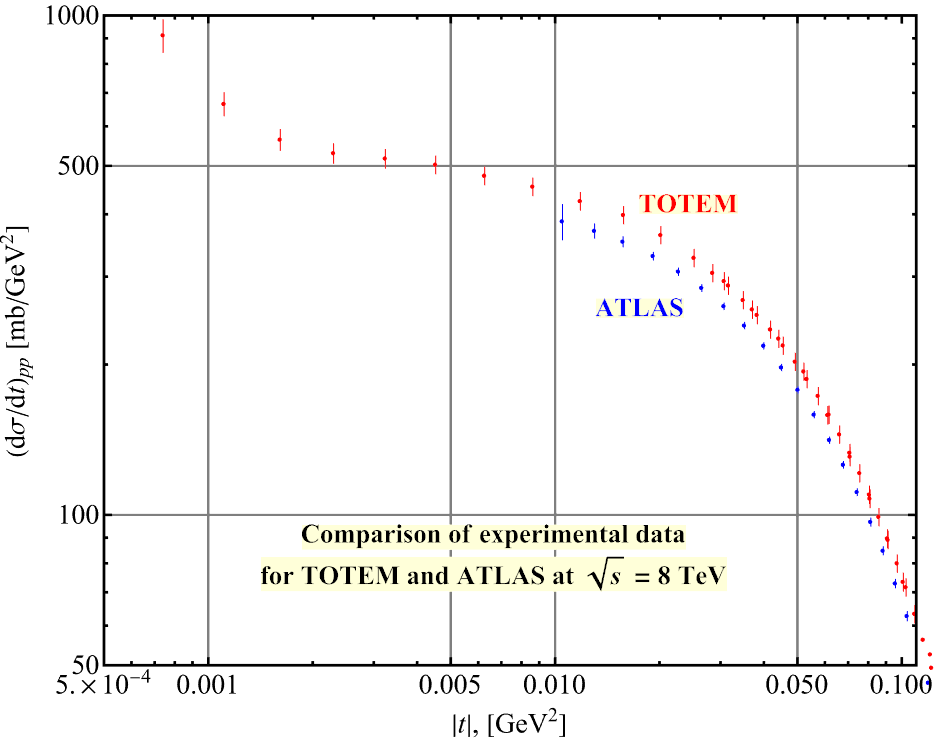 1000
500
100
50
(dσ/dt)pp [mb/GeV²]
TOTEM
ATLAS
Comparison of experimental data
for TOTEM and ATLAS at √s = 8 TeV
5.×10⁻⁴ 0.001 0.005 0.010 0.050 0.100
|t|, [GeV²]